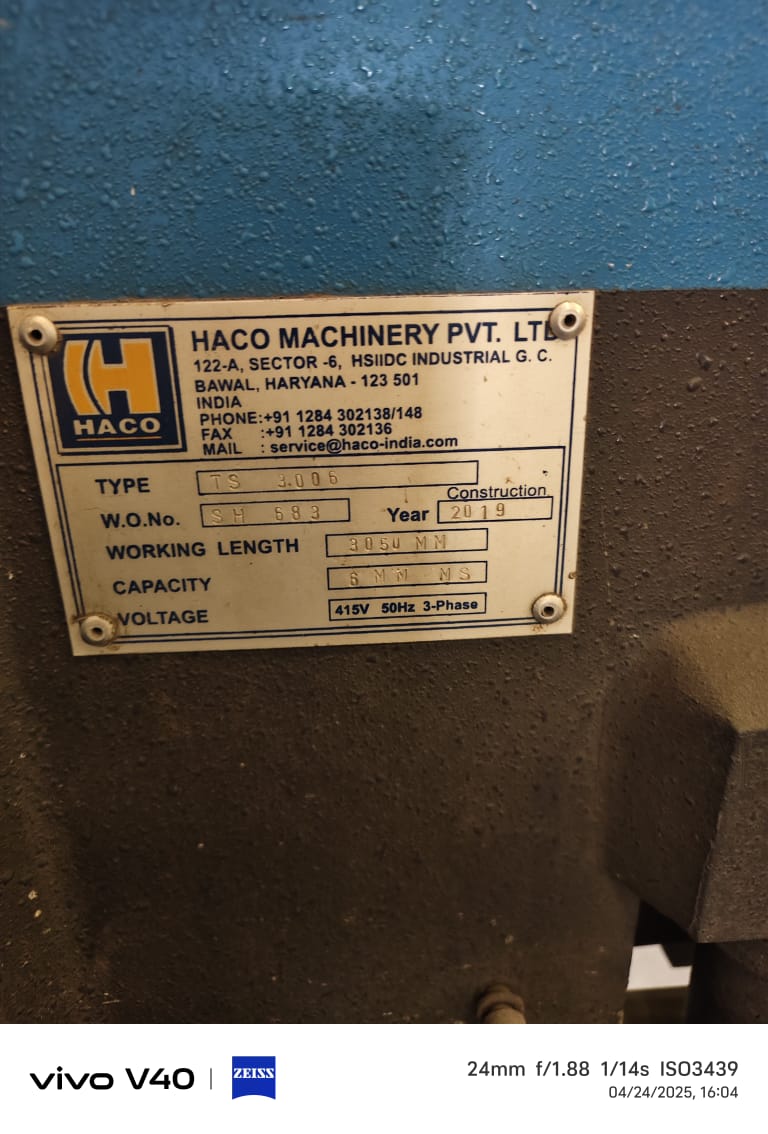 HACO
HACO MACHINERY PVT. LTD
122-A, SECTOR -6, HSIIDC INDUSTRIAL G. C.
BAWAL, HARYANA - 123 501
INDIA
PHONE:+91 1284 302138/148
FAX :+91 1284 302136
MAIL : service@haco-india.com
TYPE TS 3006
W.O.No. SH 683 Construction Year 2019
WORKING LENGTH 3050 MM
CAPACITY 6 MM MS
VOLTAGE 415V 50Hz 3-Phase
vivo V40 | ZEISS
24mm f/1.88 1/14s ISO3439
04/24/2025, 16:04